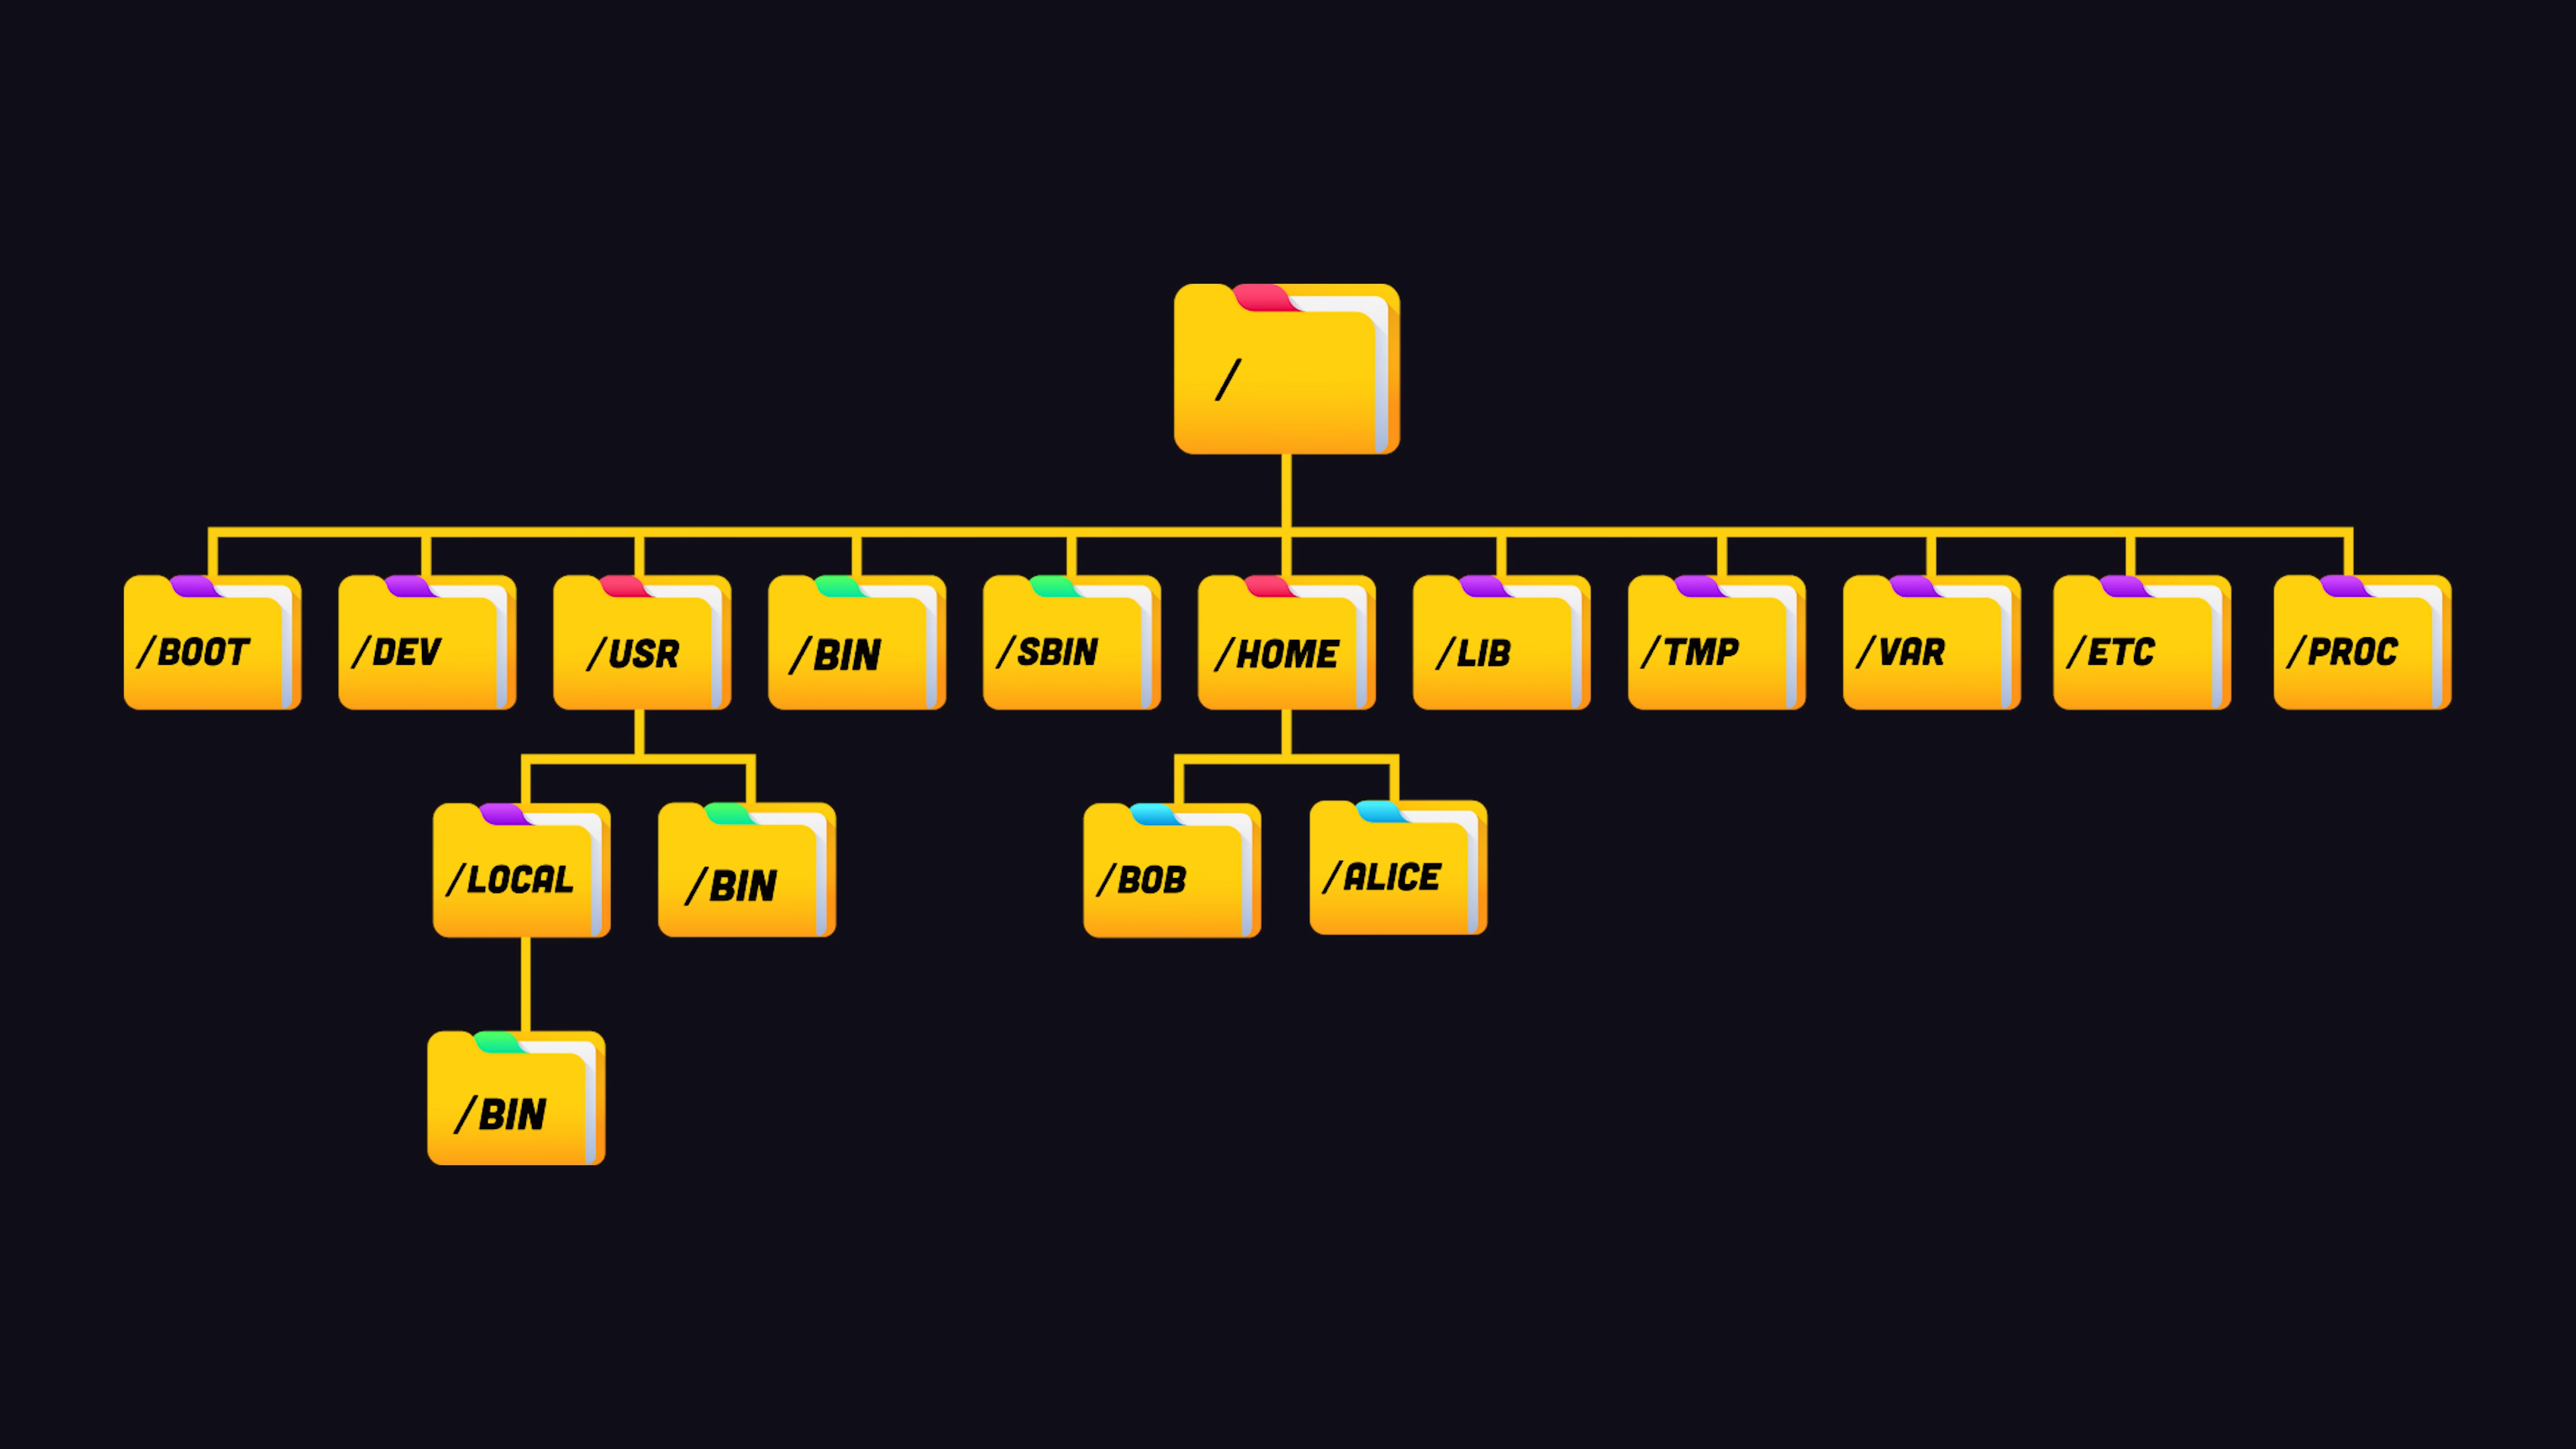 /
/BOOT
/DEV
/USR
/BIN
/SBIN
/HOME
/LIB
/TMP
/VAR
/ETC
/PROC
/LOCAL
/BIN
/BOB
/ALICE
/BIN